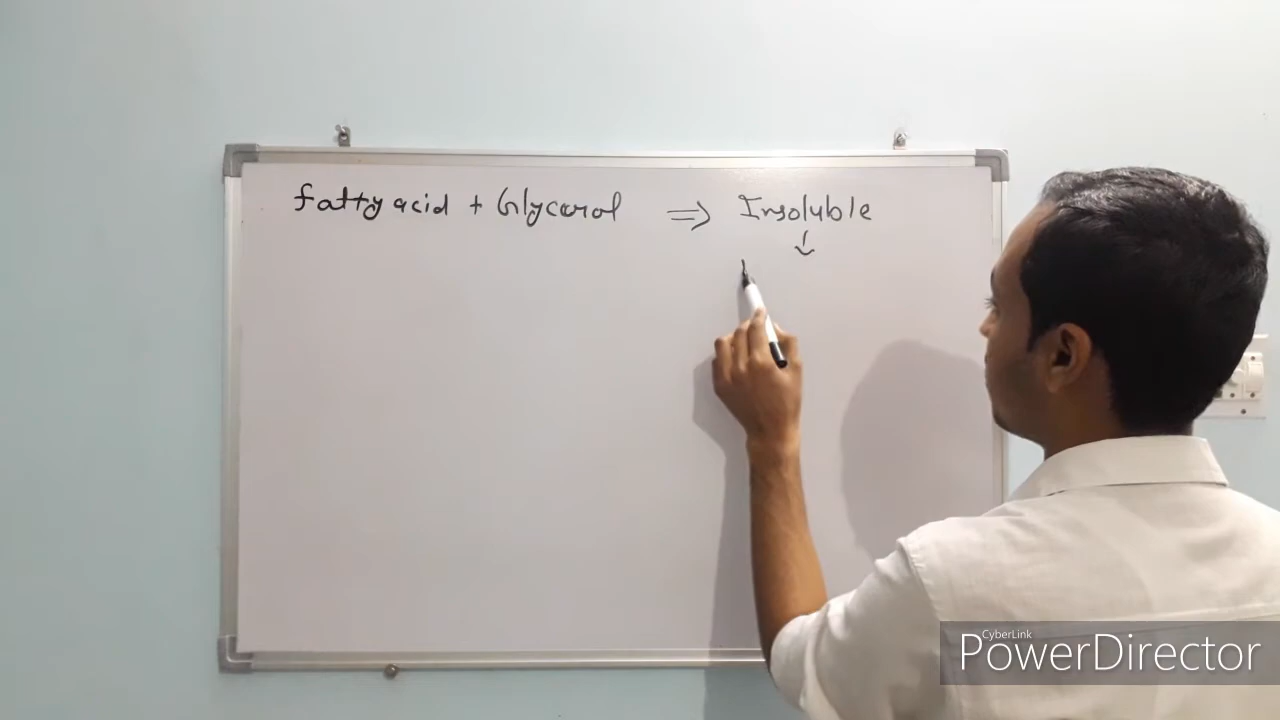 fatty acid + Glycerol ⇒ Insoluble
↓
CyberLink
PowerDirector